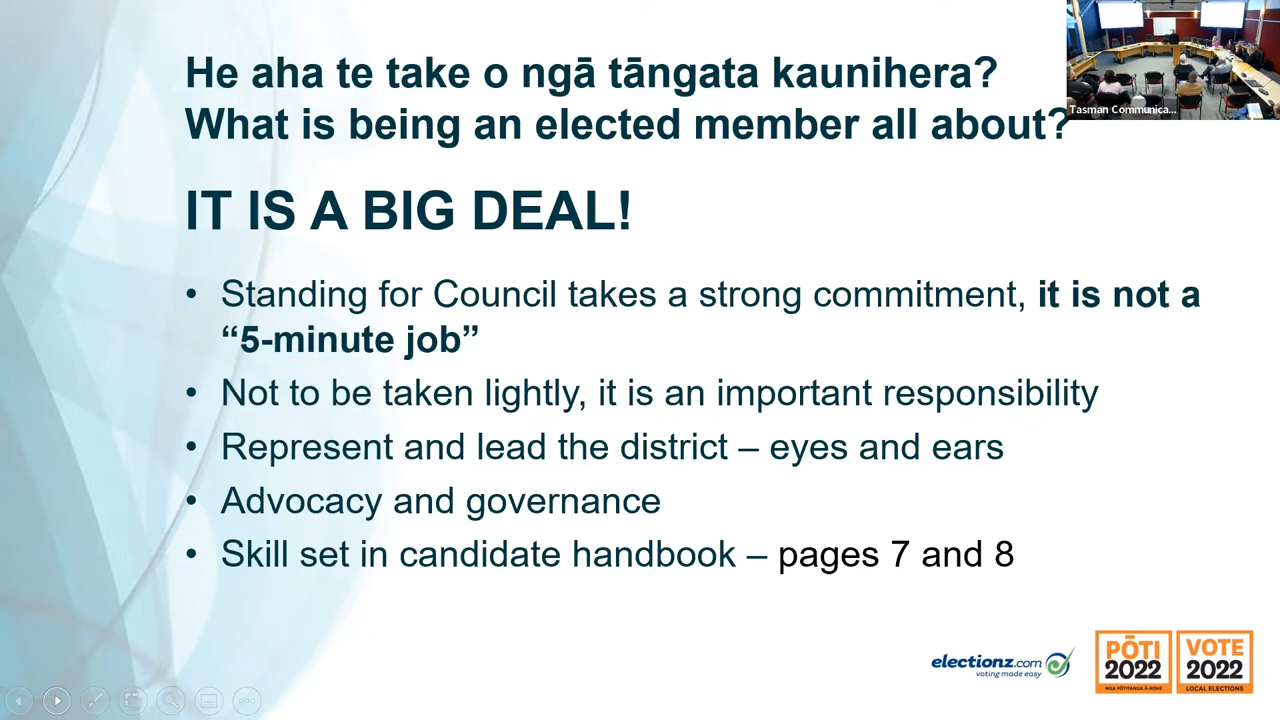 He aha te take o ngā tāngata kaunihera?
What is being an elected member all about?
Tasman Communica...
IT IS A BIG DEAL!
• Standing for Council takes a strong commitment, it is not a
“5-minute job”
• Not to be taken lightly, it is an important responsibility
• Represent and lead the district – eyes and ears
• Advocacy and governance
• Skill set in candidate handbook – pages 7 and 8
electionz.com
voting made easy
PŌTI
2022
NGA PŌTITANGA Ā-ROHE
VOTE
2022
LOCAL ELECTIONS